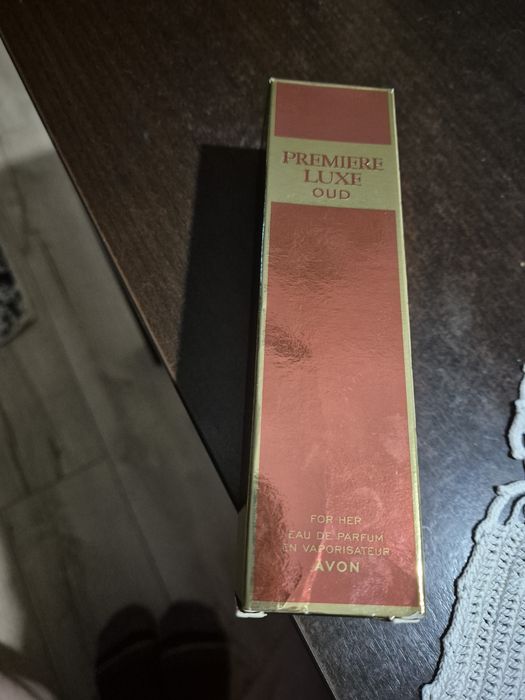 PREMIERE
LUXE
OUD
FOR HER
EAU DE PARFUM
EN VAPORISATEUR
AVON